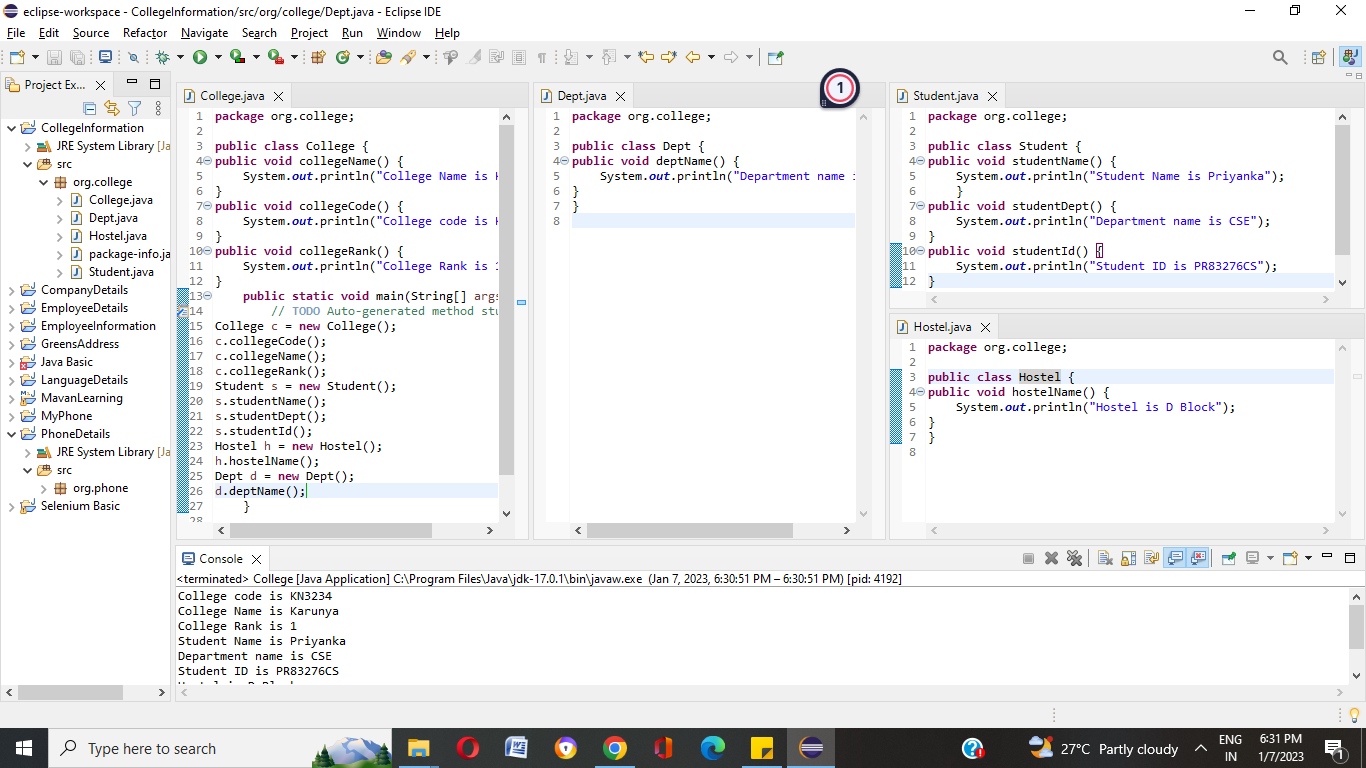 eclipse-workspace - CollegeInformation/src/org/college/Dept.java - Eclipse IDE
File Edit Source Refactor Navigate Search Project Run Window Help
Project Ex...
CollegeInformation
JRE System Library [Ja
src
org.college
College.java
Dept.java
Hostel.java
package-info.ja
Student.java
CompanyDetails
EmployeeDetails
EmployeeInformation
GreensAddress
Java Basic
LanguageDetails
MavanLearning
MyPhone
PhoneDetails
JRE System Library [Ja
src
org.phone
Selenium Basic
College.java
1 package org.college;
2
3 public class College {
4 public void collegeName() {
5 System.out.println("College Name is K
6 }
7 public void collegeCode() {
8 System.out.println("College code is K
9 }
10 public void collegeRank() {
11 System.out.println("College Rank is 1
12 }
13 public static void main(String[] args
14 // TODO Auto-generated method stu
15 College c = new College();
16 c.collegeCode();
17 c.collegeName();
18 c.collegeRank();
19 Student s = new Student();
20 s.studentName();
21 s.studentDept();
22 s.studentId();
23 Hostel h = new Hostel();
24 h.hostelName();
25 Dept d = new Dept();
26 d.deptName();
27 }
28
Dept.java
1 package org.college;
2
3 public class Dept {
4 public void deptName() {
5 System.out.println("Department name i
6 }
7 }
8
1
Student.java
1 package org.college;
2
3 public class Student {
4 public void studentName() {
5 System.out.println("Student Name is Priyanka");
6 }
7 public void studentDept() {
8 System.out.println("Department name is CSE");
9 }
10 public void studentId() {
11 System.out.println("Student ID is PR83276CS");
12 }
Hostel.java
1 package org.college;
2
3 public class Hostel {
4 public void hostelName() {
5 System.out.println("Hostel is D Block");
6 }
7 }
8
Console
<terminated> College [Java Application] C:\Program Files\Java\jdk-17.0.1\bin\javaw.exe (Jan 7, 2023, 6:30:51 PM – 6:30:51 PM) [pid: 4192]
College code is KN3234
College Name is Karunya
College Rank is 1
Student Name is Priyanka
Department name is CSE
Student ID is PR83276CS
Hostel is D Block
Type here to search
27°C Partly cloudy
ENG
IN
6:31 PM
1/7/2023
1